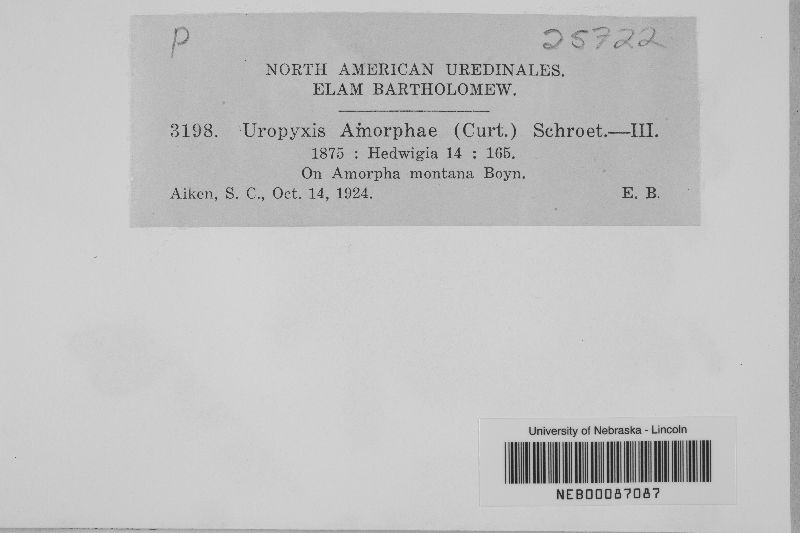 P 25722
NORTH AMERICAN UREDINALES.
ELAM BARTHOLOMEW.
3198. Uropyxis Amorphae (Curt.) Schroet.—III.
1875 : Hedwigia 14 : 165.
On Amorpha montana Boyn.
Aiken, S. C., Oct. 14, 1924. E. B.
University of Nebraska - Lincoln
NEB00087087